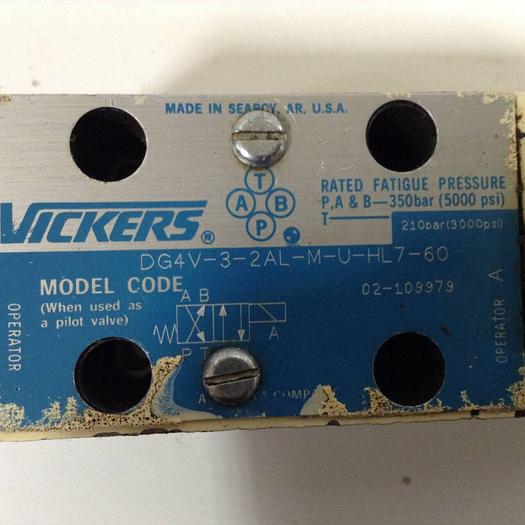 MADE IN SEARCY, AR, U.S.A.
T
A B
P
VICKERS®
RATED FATIGUE PRESSURE
P,A & B—350bar (5000 psi)
T—
210bar(3000psi)
DG4V-3-2AL-M-U-HL7-60
MODEL CODE
(When used as
a pilot valve)
02-109979
A B
A
P T
OPERATOR
OPERATOR A